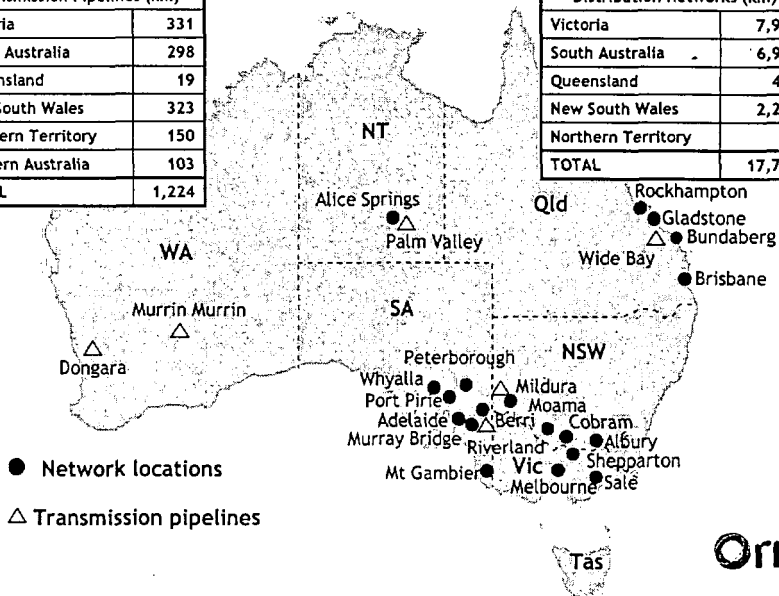 ria 331
Australia 298
nsland 19
South Wales 323
ern Territory 150
ern Australia 103
L 1,224
Distribution Networks (km)
Victoria 7,9
South Australia 6,9
Queensland 4
New South Wales 2,2
Northern Territory
TOTAL 17,7
NT
Alice Springs
Palm Valley
Qld
Rockhampton
Gladstone
Bundaberg
Wide Bay
Brisbane
WA
Murrin Murrin
Dongara
SA
NSW
Peterborough
Whyalla
Mildura
Port Pirie
Moama
Adelaide
Berri
Cobram
Murray Bridge
Riverland
Albury
Mt Gambier
Vic
Shepparton
Melbourne
Sale
Network locations
Transmission pipelines
Tas
Or